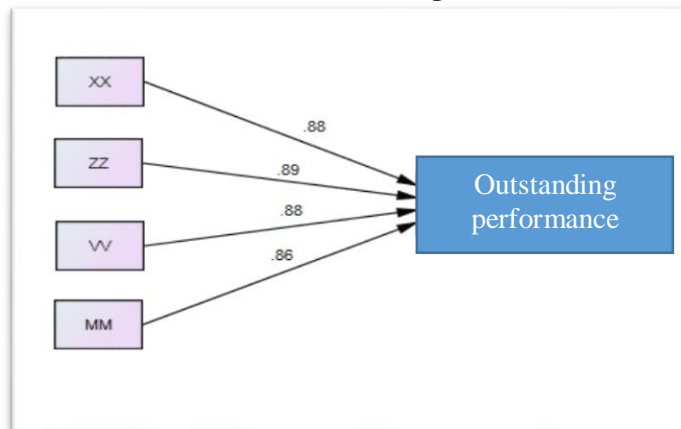 XX
.88
ZZ
.89
Outstanding
performance
VV
.88
.86
MM